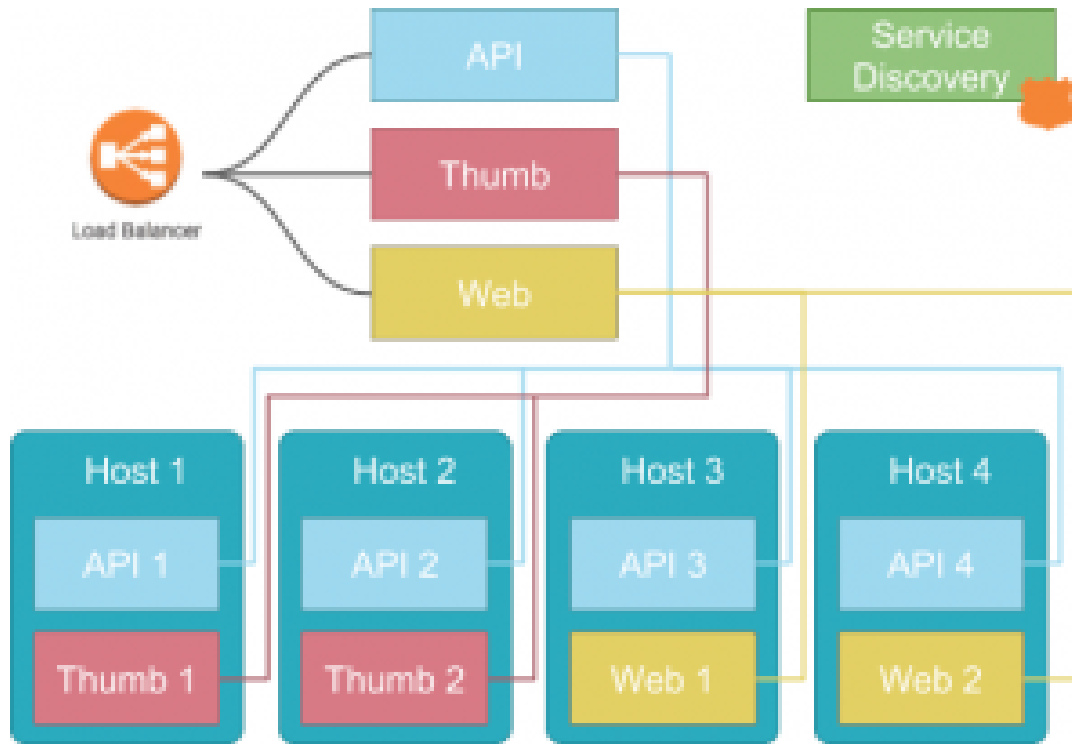 API
Service
Discovery
Thumb
Load Balancer
Web
Host 1
Host 2
Host 3
Host 4
API 1
API 2
API 3
API 4
Thumb 1
Thumb 2
Web 1
Web 2